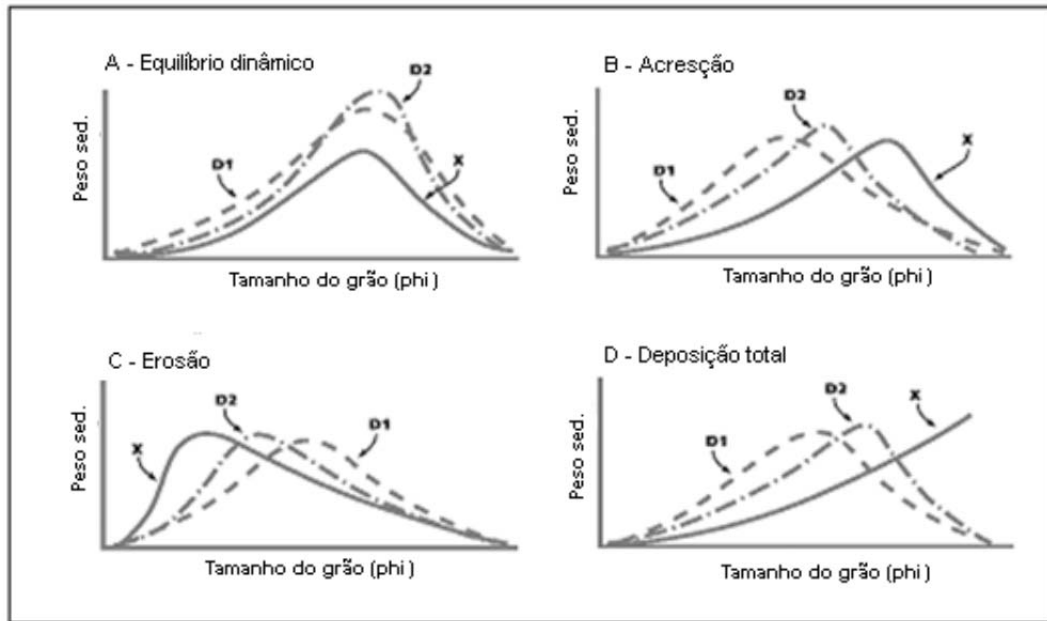 A - Equilíbrio dinâmico
D2
D1
X
Peso sed.
Tamanho do grão (phi)
B - Acresção
D2
D1
X
Peso sed.
Tamanho do grão (phi)
C - Erosão
D2
X
D1
Peso sed.
Tamanho do grão (phi)
D - Deposição total
D2
X
D1
Peso sed.
Tamanho do grão (phi)